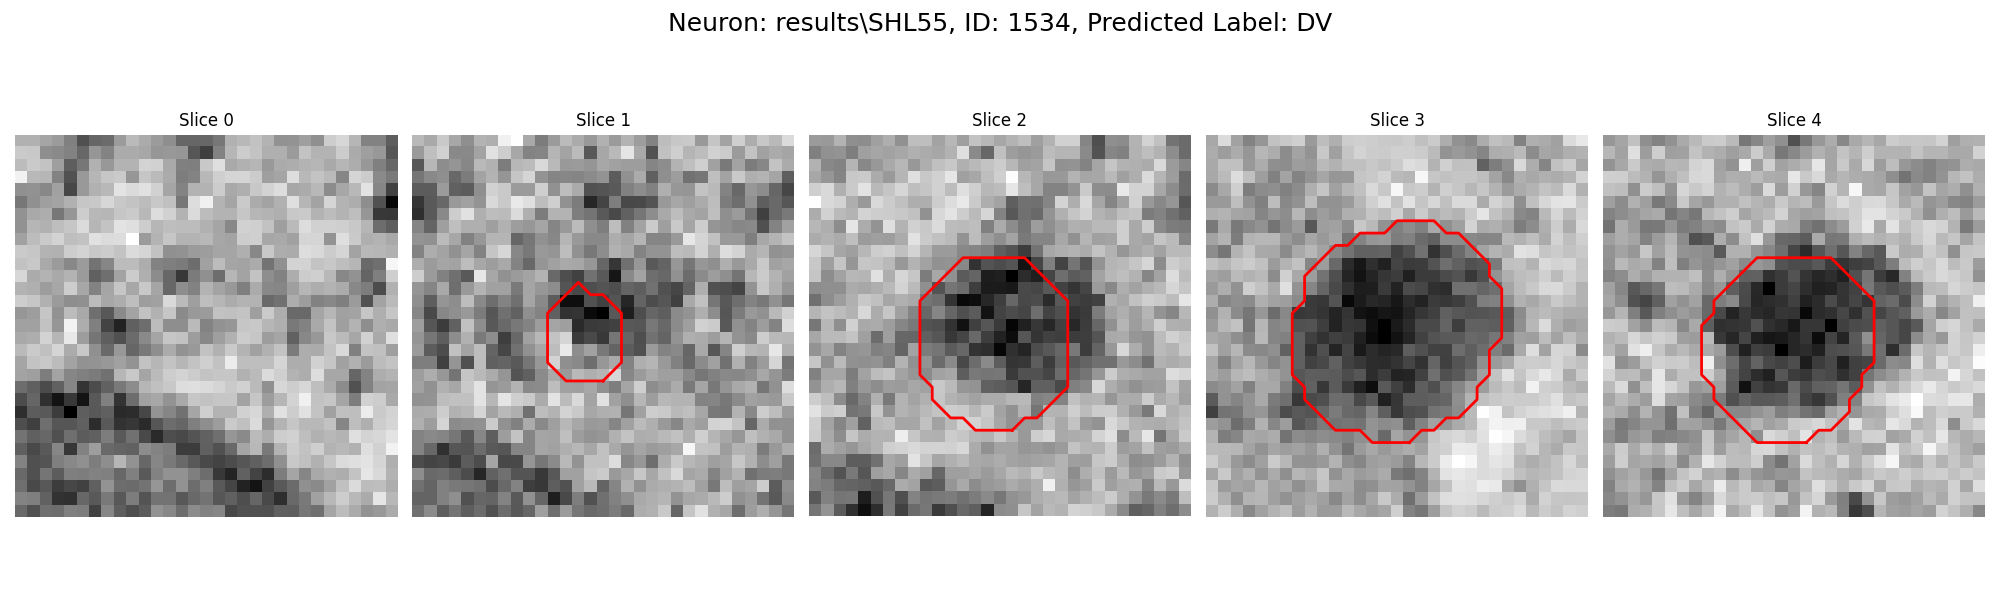 Neuron: results\SHL55, ID: 1534, Predicted Label: DV
Slice 0
Slice 1
Slice 2
Slice 3
Slice 4